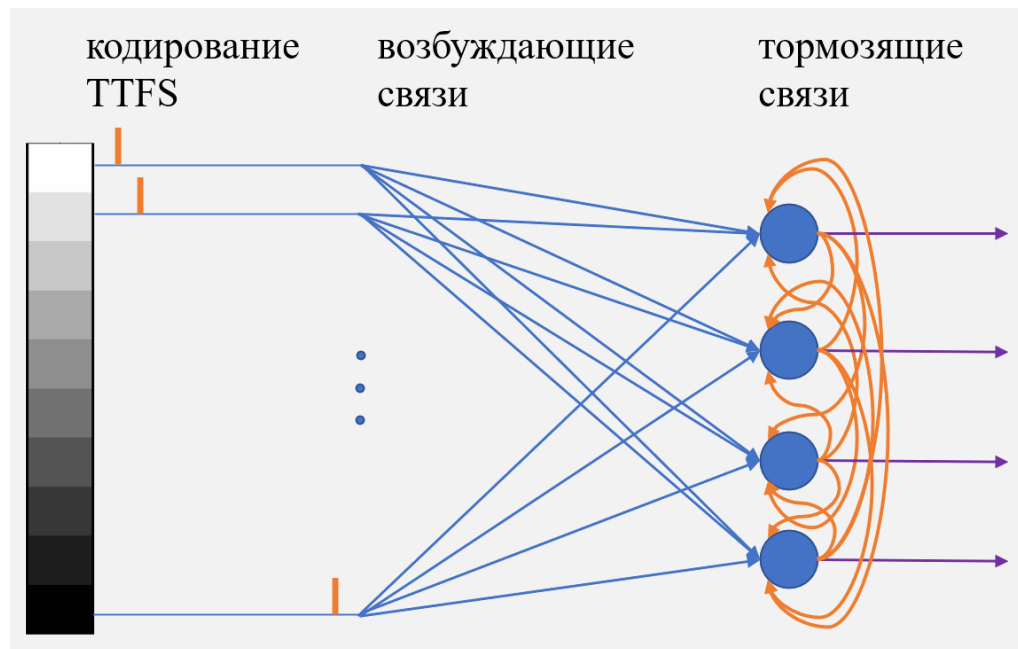 кодирование
TTFS
возбуждающие
связи
тормозящие
связи